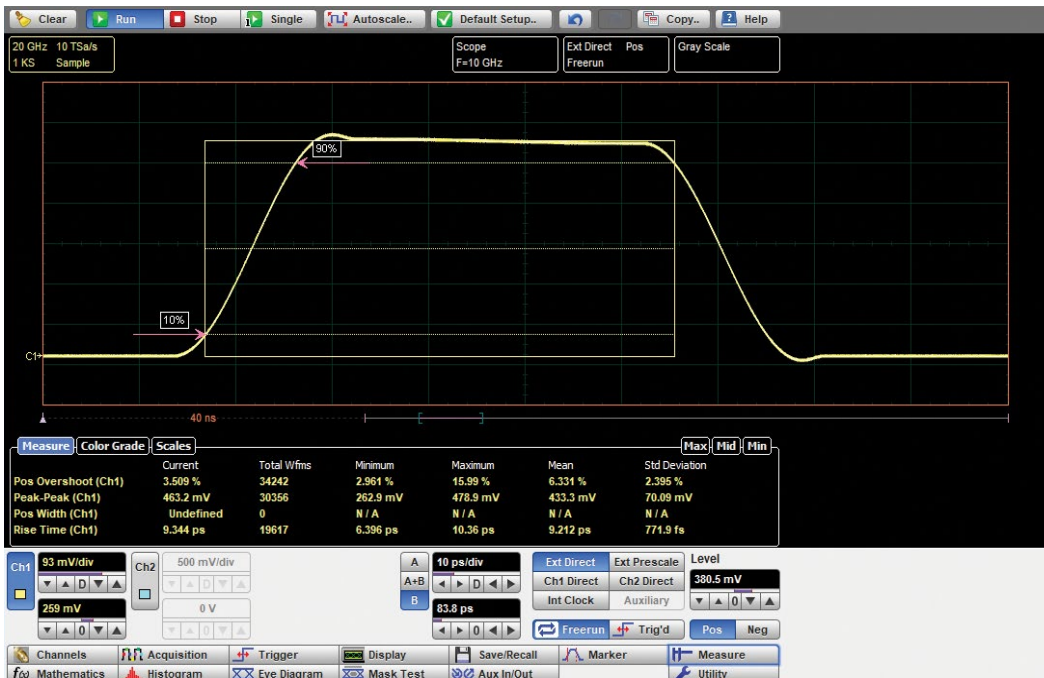 Clear Run Stop Single Autoscale.. Default Setup.. Copy.. Help
20 GHz 10 TSa/s
1 KS Sample
Scope
F=10 GHz
Ext Direct Pos
Freerun
Gray Scale
90%
10%
C1
40 ns
Measure Color Grade Scales Max Mid Min
Current Total Wfms Minimum Maximum Mean Std Deviation
Pos Overshoot (Ch1) 3.509 % 34242 2.961 % 15.99 % 6.331 % 2.395 %
Peak-Peak (Ch1) 463.2 mV 30356 262.9 mV 478.9 mV 433.3 mV 70.09 mV
Pos Width (Ch1) Undefined 0 N / A N / A N / A N / A
Rise Time (Ch1) 9.344 ps 19617 6.396 ps 10.36 ps 9.212 ps 771.9 fs
Ch1 93 mV/div Ch2 500 mV/div A 10 ps/div Ext Direct Ext Prescale Level
D D A+B D Ch1 Direct Ch2 Direct 380.5 mV
259 mV 0 V B 83.8 ps Int Clock Auxiliary 0
0 0 0 Freerun Trig'd Pos Neg
Channels Acquisition Trigger Display Save/Recall Marker Measure
f(x) Mathematics Histogram Eye Diagram Mask Test Aux In/Out Utility